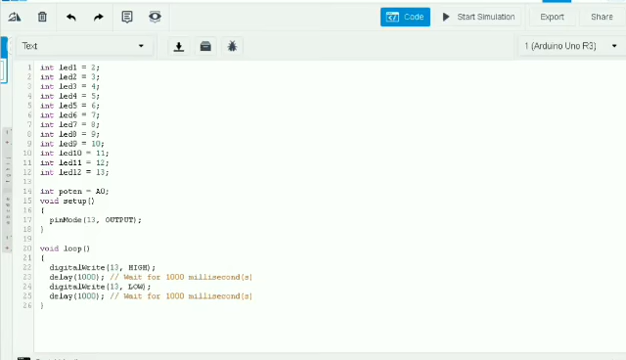 Code
Start Simulation
Export
Share
Text
1 (Arduino Uno R3)
1 int led1 = 2;
2 int led2 = 3;
3 int led3 = 4;
4 int led4 = 5;
5 int led5 = 6;
6 int led6 = 7;
7 int led7 = 8;
8 int led8 = 9;
9 int led9 = 10;
10 int led10 = 11;
11 int led11 = 12;
12 int led12 = 13;
13
14 int poten = A0;
15 void setup()
16 {
17 pinMode(13, OUTPUT);
18 }
19
20 void loop()
21 {
22 digitalWrite(13, HIGH);
23 delay(1000); // Wait for 1000 millisecond(s)
24 digitalWrite(13, LOW);
25 delay(1000); // Wait for 1000 millisecond(s)
26 }